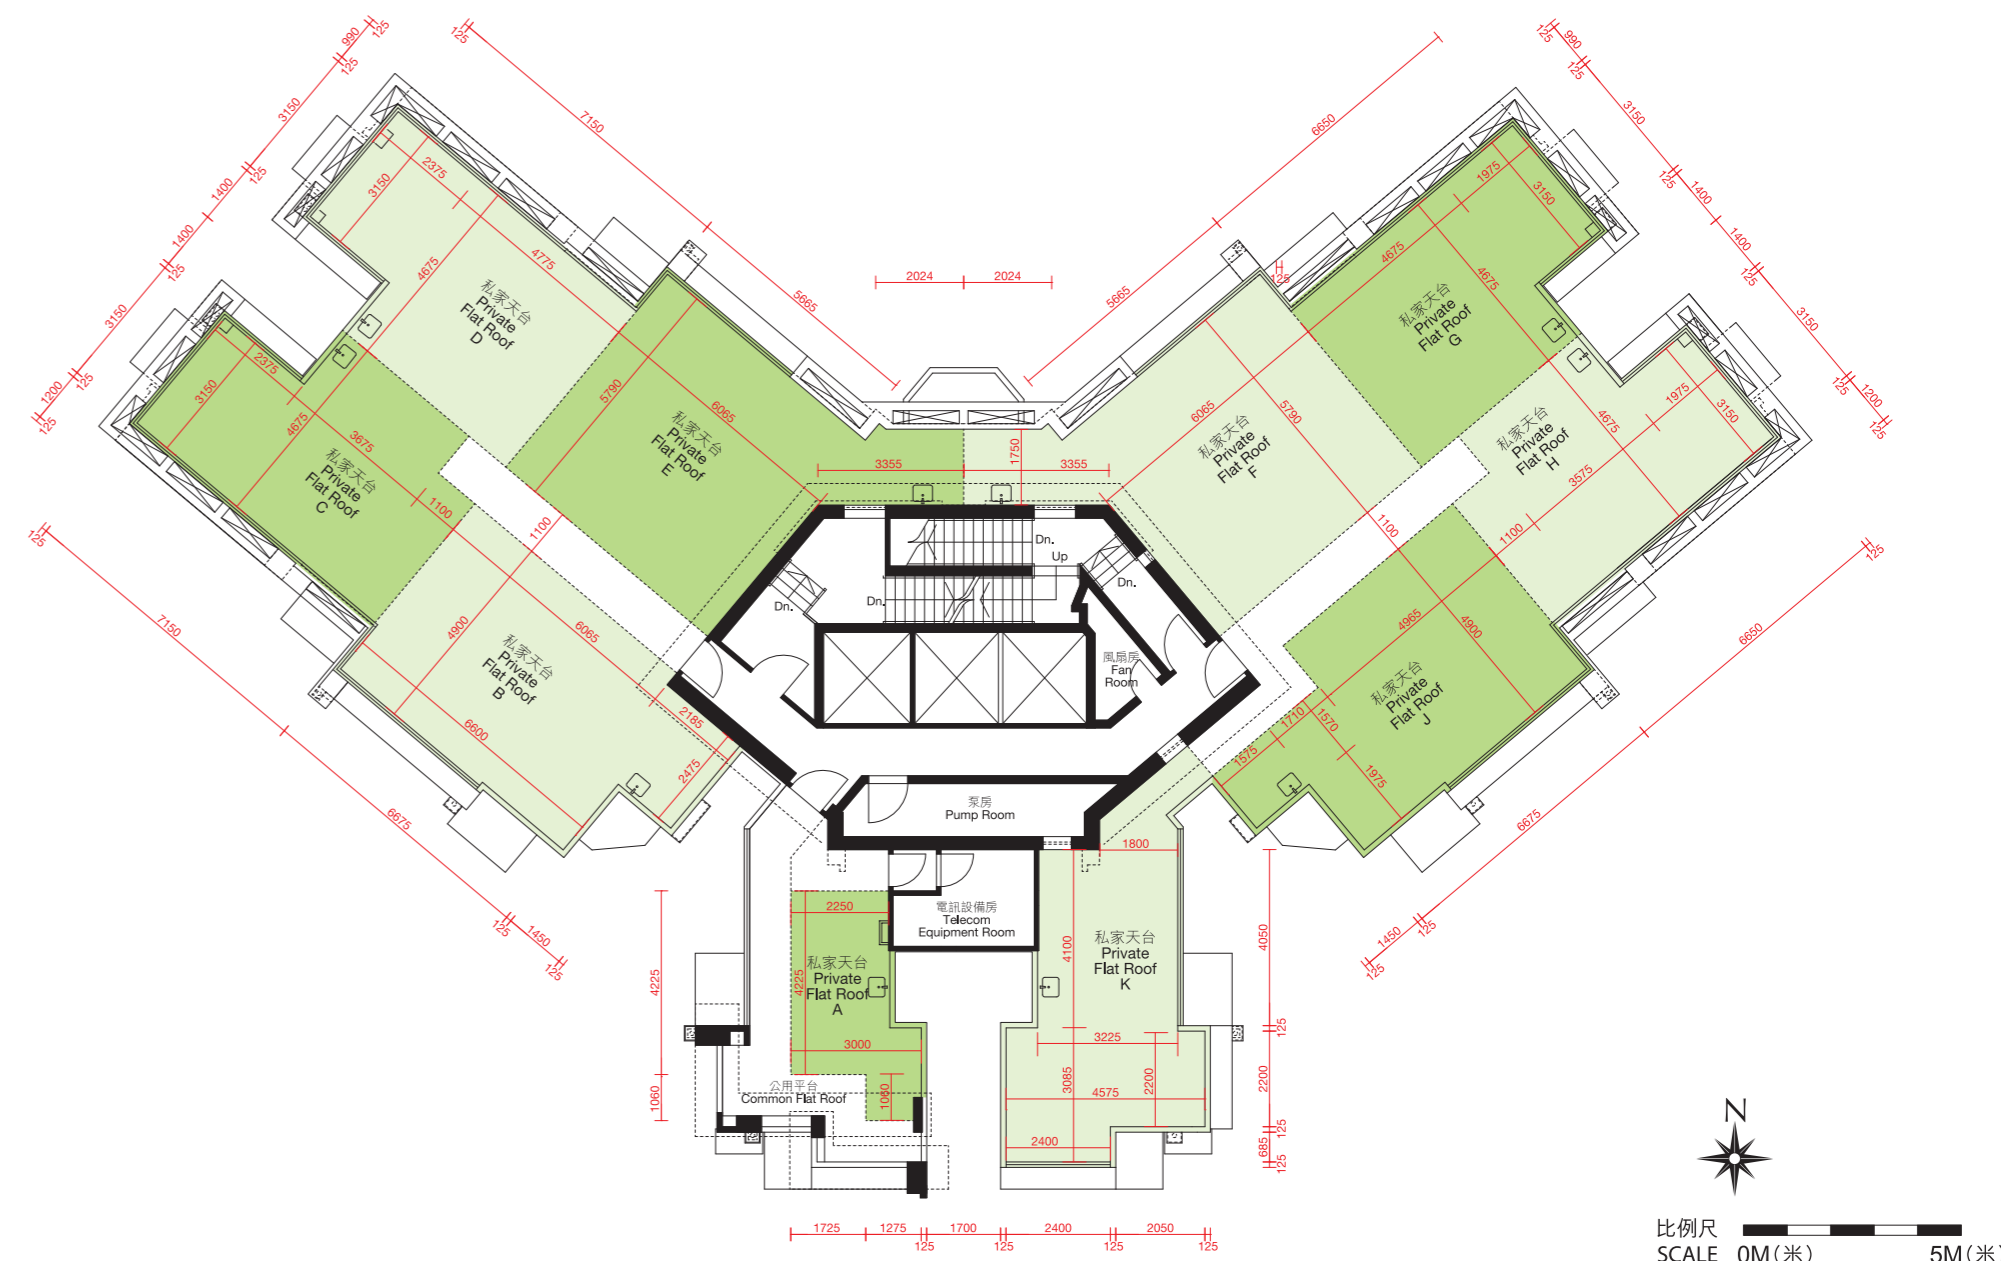 125
990
125
3150
125
1400
1400
125
3150
125
1200
125
125
7150
5665
2024
2024
5665
6650
125
125
990
125
3150
125
1400
1400
125
3150
125
1200
125
2375
3150
4775
4675
私家天台
Private
Flat Roof
D
2375
3150
4675
3675
私家天台
Private
Flat Roof
C
1100
5790
6065
私家天台
Private
Flat Roof
E
1100
3355
1750
3355
1975
3150
4675
4675
私家天台
Private
Flat Roof
G
6065
5790
私家天台
Private
Flat Roof
F
1100
1975
3150
4675
3575
私家天台
Private
Flat Roof
H
1100
4900
6065
私家天台
Private
Flat Roof
B
6600
2185
2475
4965
4900
私家天台
Private
Flat Roof
J
1710
1570
1575
1975
125
7150
6675
125
1450
125
125
6650
6675
125
1450
125
Dn.
Up
Dn.
Dn.
Dn.
風扇房
Fan
Room
泵房
Pump Room
電訊設備房
Telecom
Equipment Room
2250
4225
私家天台
Private
Flat Roof
A
3000
1060
公用平台
Common Flat Roof
4225
1060
1800
4100
私家天台
Private
Flat Roof
K
3225
3085
2200
4575
2400
4050
125
2200
125
685
125
1725
1275
125
1700
125
2400
125
2050
125
N
比例尺
SCALE
0M(米)
5M(米)